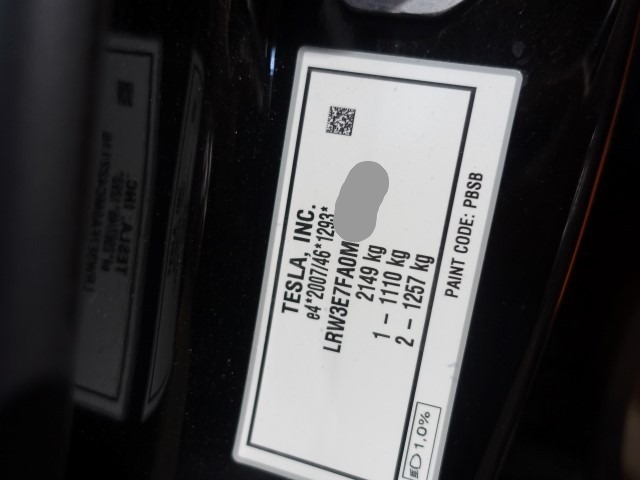 TESLA, INC.
e4*2007/46*1293*
LRW3E7FA0M
2149 kg
1 – 1110 kg
2 – 1257 kg
PAINT CODE: PBSB
1,0%